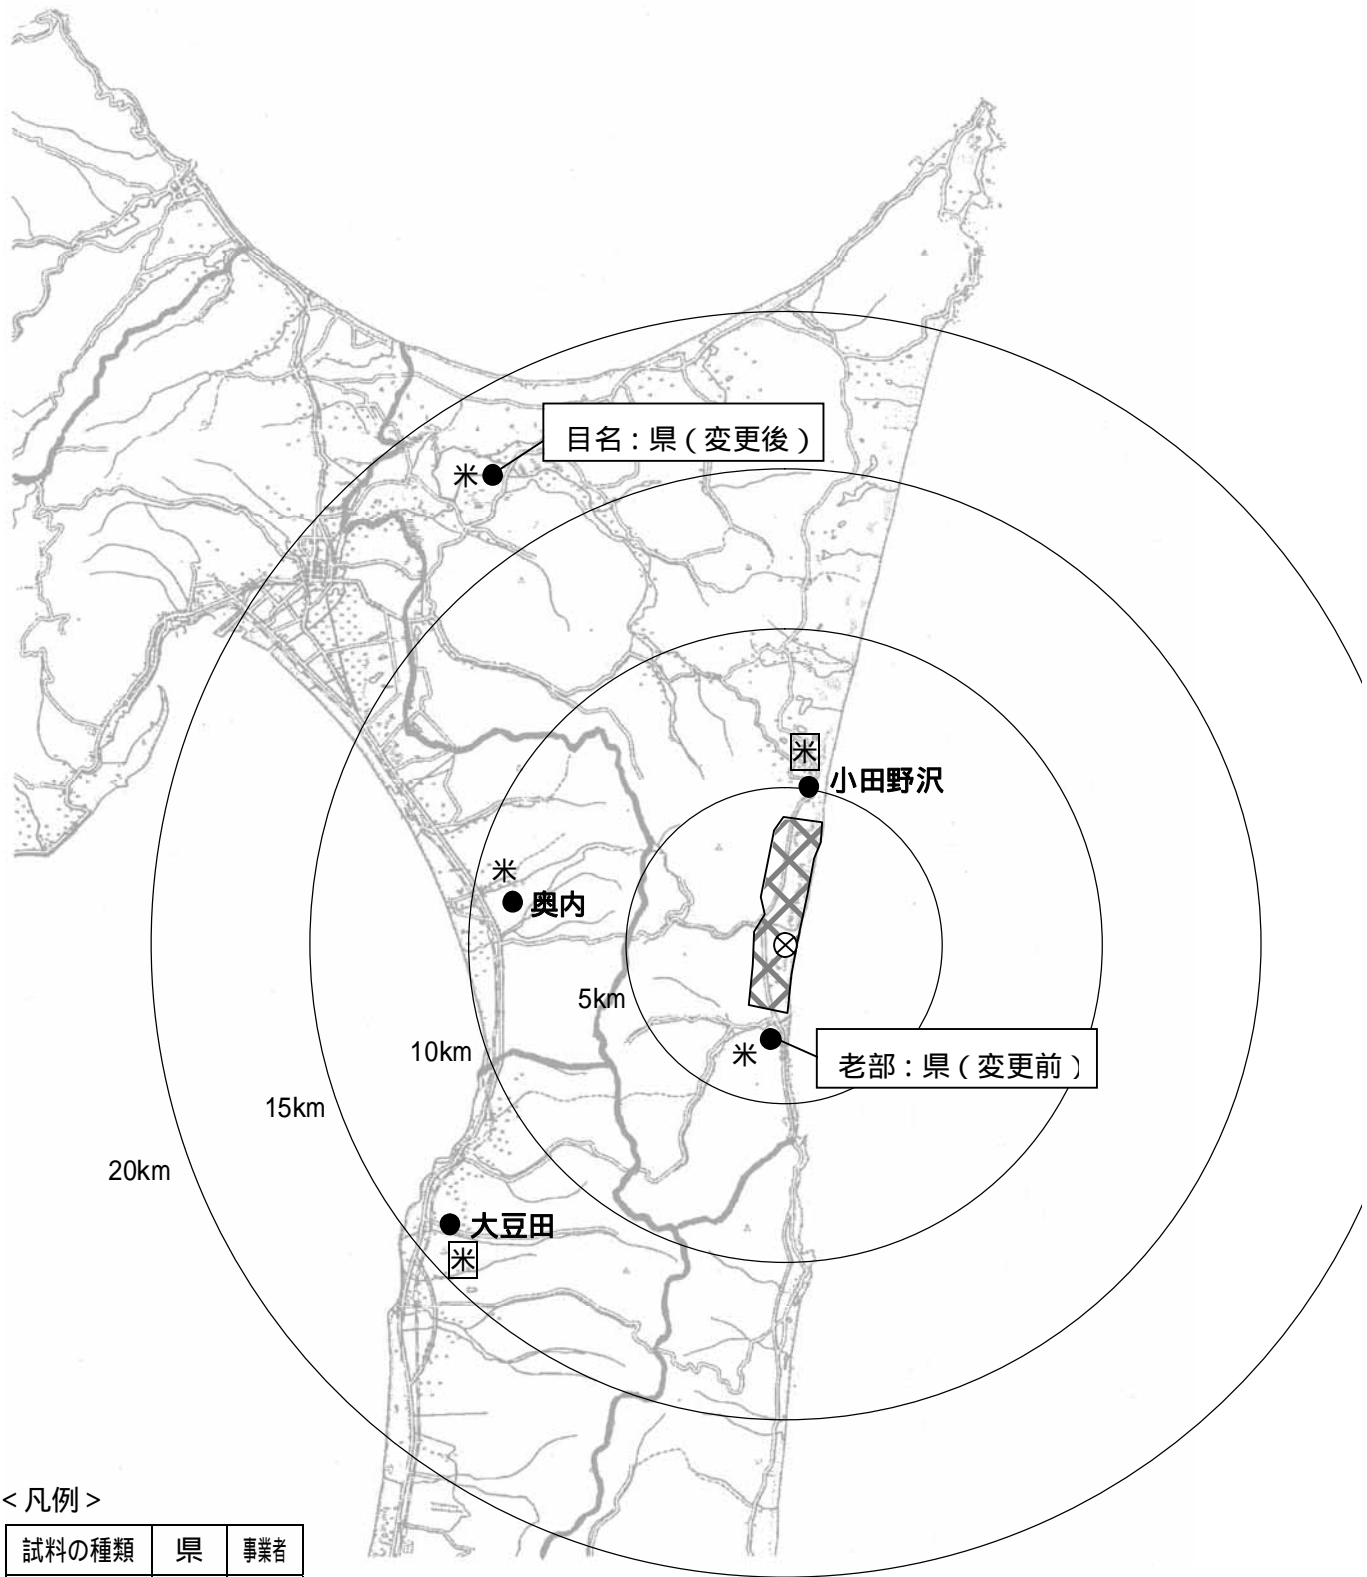 目名：県（変更後）
米
米
小田野沢
米
奥内
5km
10km
米
老部：県（変更前）
15km
20km
大豆田
米
＜凡例＞
試料の種類 県 事業者